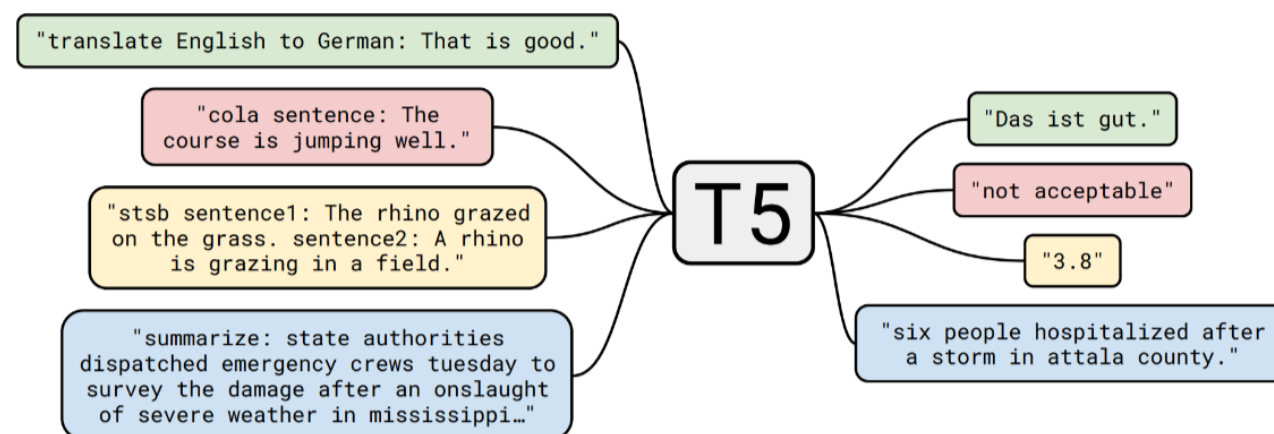 "translate English to German: That is good."
"cola sentence: The
course is jumping well."
"stsb sentence1: The rhino grazed
on the grass. sentence2: A rhino
is grazing in a field."
"summarize: state authorities
dispatched emergency crews tuesday to
survey the damage after an onslaught
of severe weather in mississippi…"
T5
"Das ist gut."
"not acceptable"
"3.8"
"six people hospitalized after
a storm in attala county."